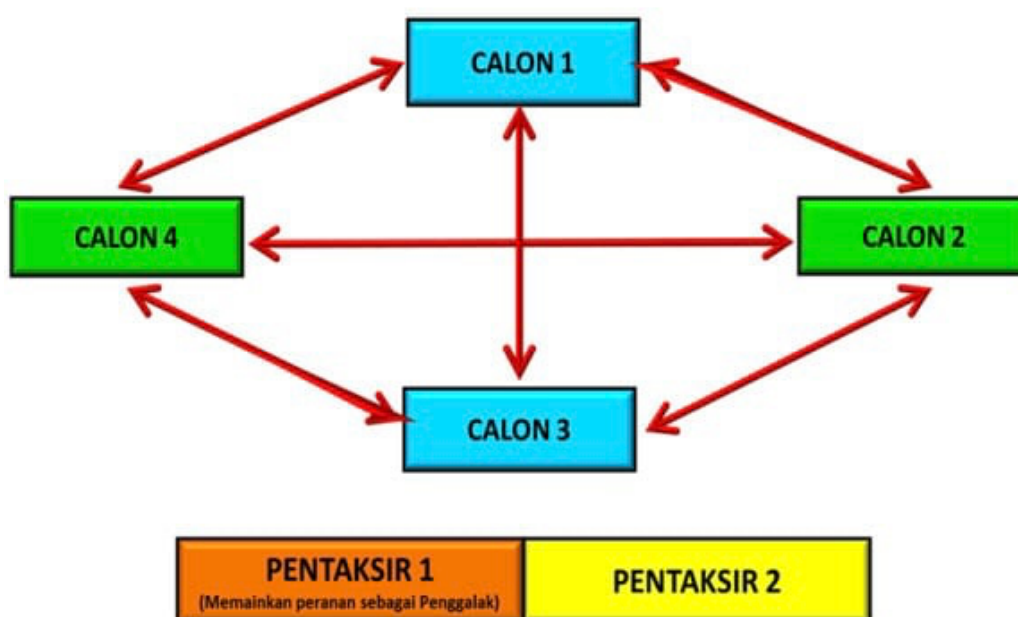 CALON 1
CALON 4
CALON 2
CALON 3
PENTAKSIR 1
(Memainkan peranan sebagai Penggalak)
PENTAKSIR 2